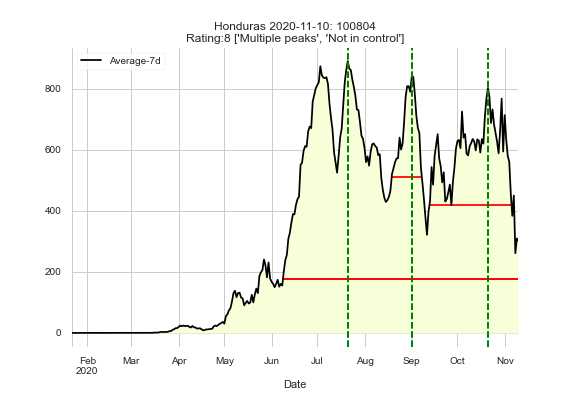 Honduras 2020-11-10: 100804
Rating:8 ['Multiple peaks', 'Not in control']
Average-7d
800
600
400
200
0
Feb Mar Apr May Jun Jul Aug Sep Oct Nov
2020
Date